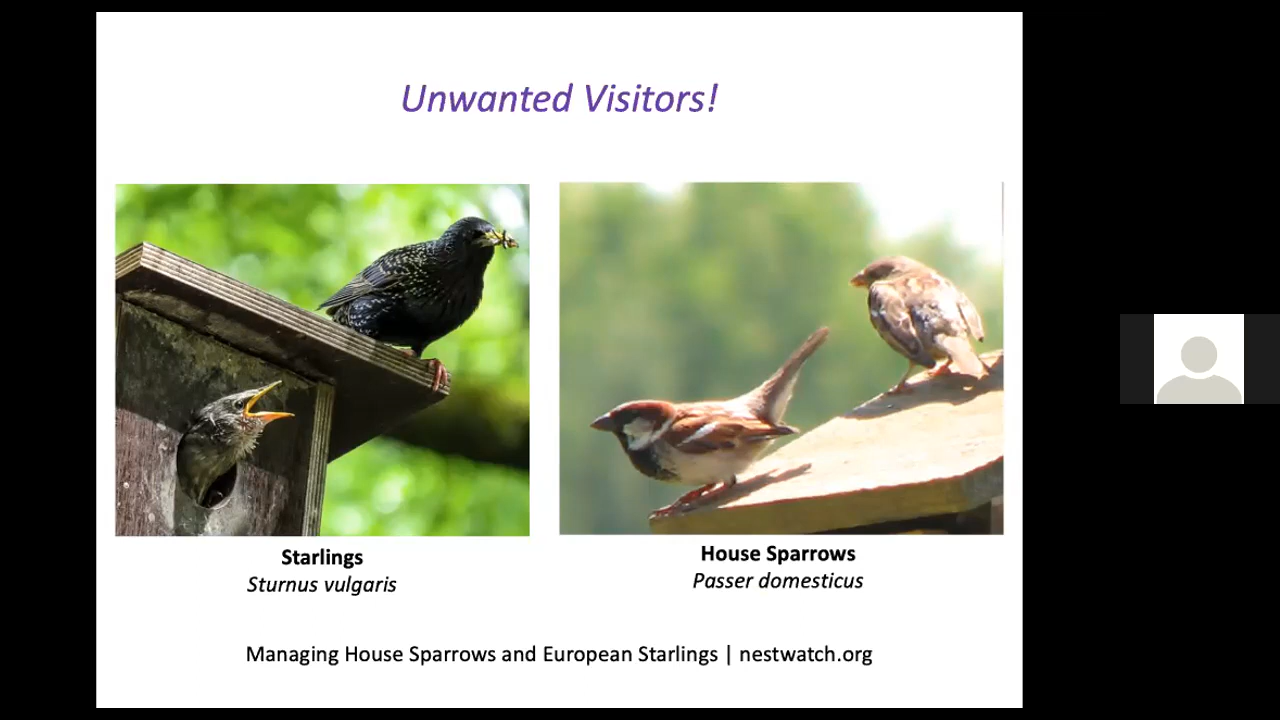 Unwanted Visitors!
Starlings
Sturnus vulgaris
House Sparrows
Passer domesticus
Managing House Sparrows and European Starlings | nestwatch.org